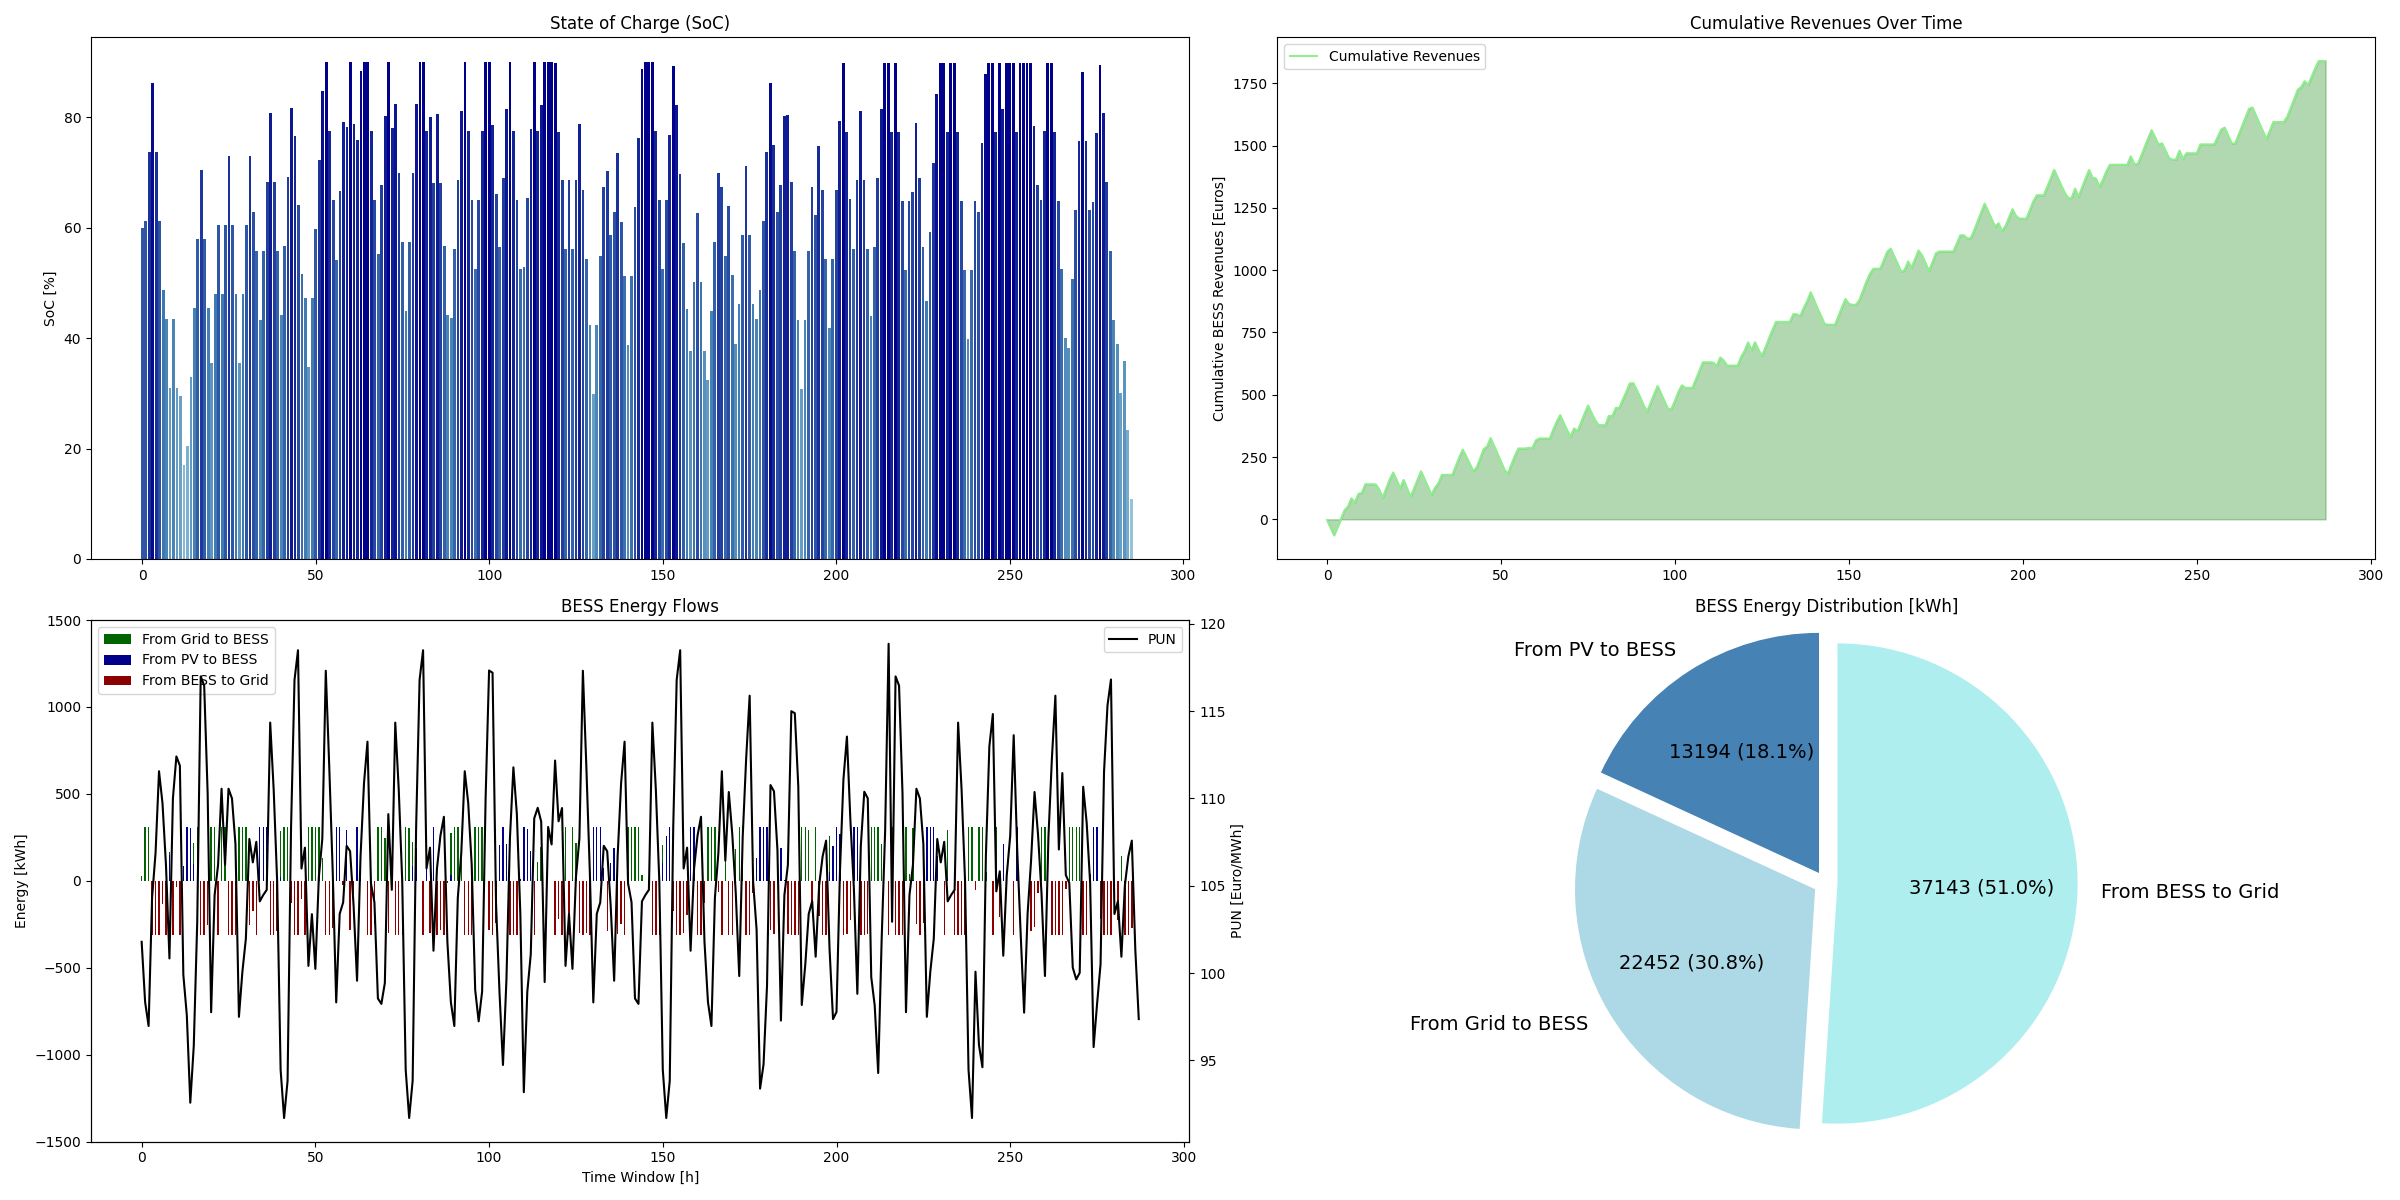 State of Charge (SoC)
SoC [%]
80
60
40
20
0
0 50 100 150 200 250 300
Cumulative Revenues Over Time
Cumulative Revenues
Cumulative BESS Revenues [Euros]
1750
1500
1250
1000
750
500
250
0
0 50 100 150 200 250 300
BESS Energy Flows
From Grid to BESS
From PV to BESS
From BESS to Grid
PUN
Energy [kWh]
1500
1000
500
0
−500
−1000
−1500
120
115
110
105
100
95
PUN [Euro/MWh]
0 50 100 150 200 250 300
Time Window [h]
BESS Energy Distribution [kWh]
From PV to BESS
13194 (18.1%)
37143 (51.0%)
From BESS to Grid
22452 (30.8%)
From Grid to BESS